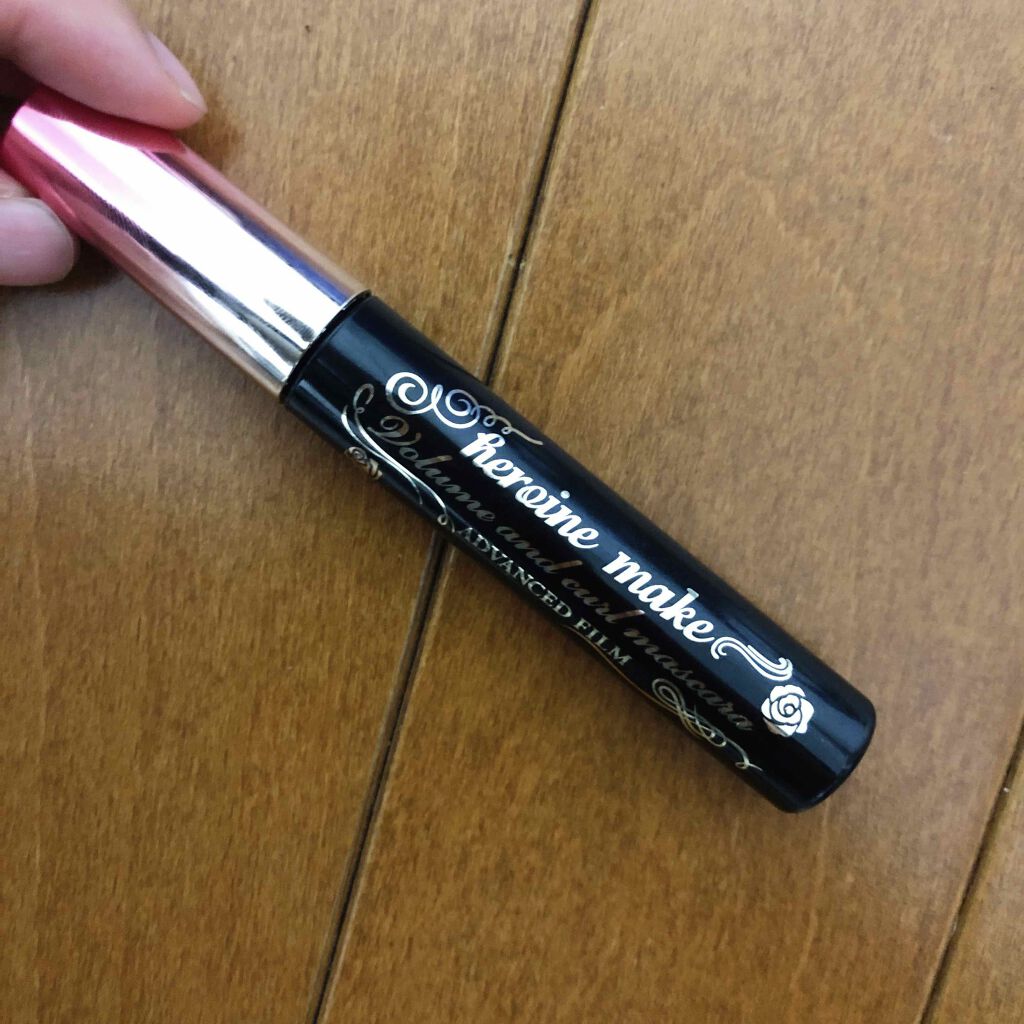 heroine make
Volume and curl mascara
ADVANCED FILM